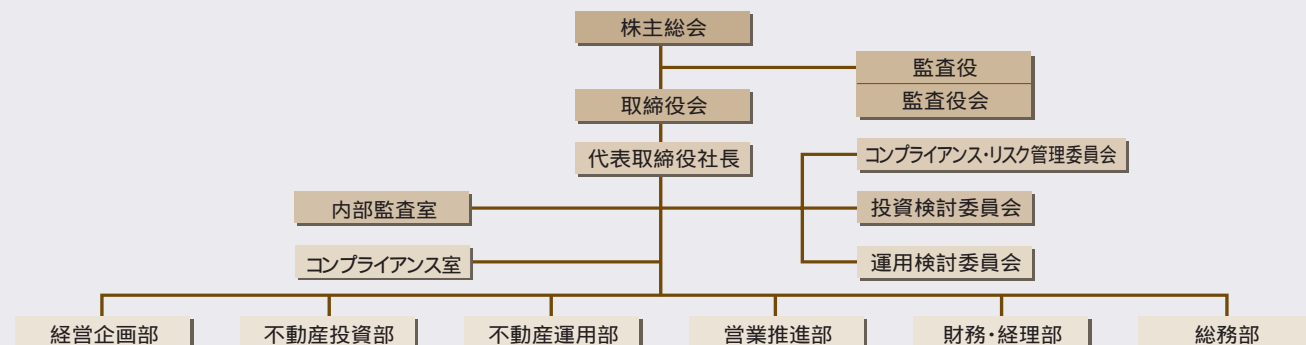 株主総会
監査役
監査役会
取締役会
代表取締役社長
コンプライアンス・リスク管理委員会
内部監査室
投資検討委員会
コンプライアンス室
運用検討委員会
経営企画部
不動産投資部
不動産運用部
営業推進部
財務・経理部
総務部